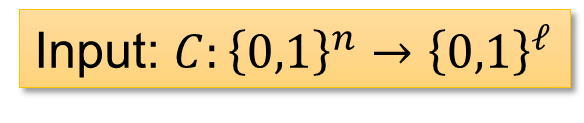 Input: 𝐶: {0,1}ⁿ → {0,1}^ℓ